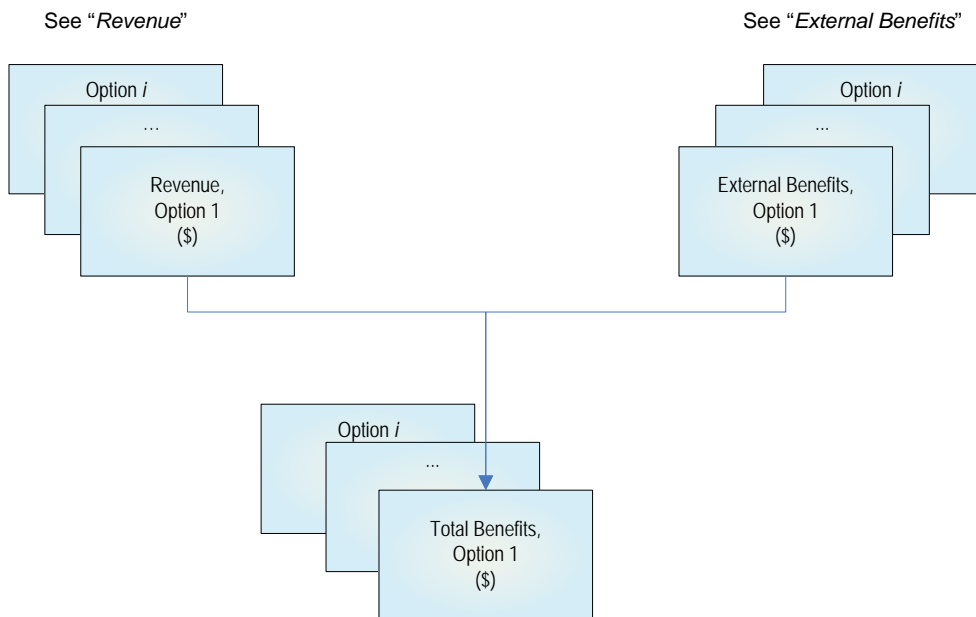 See “Revenue”
See “External Benefits”
Option i
...
Revenue,
Option 1
($)
Option i
...
External Benefits,
Option 1
($)
Option i
...
Total Benefits,
Option 1
($)